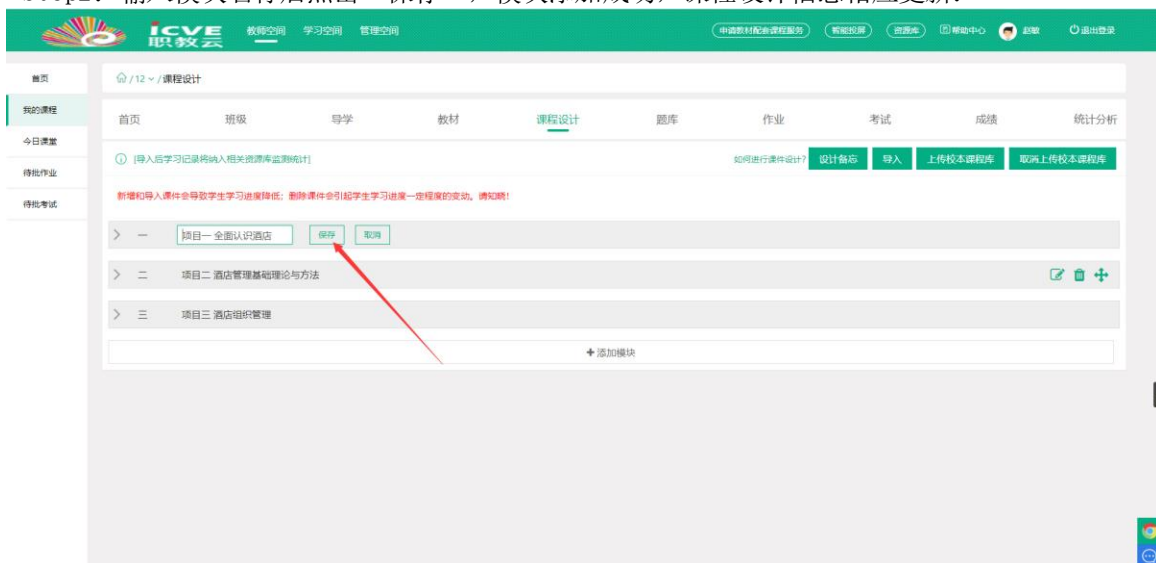 iCVE 职教云 教师空间 学习空间 管理空间 申请教材配套课程服务 智能投屏 资源库 帮助中心 赵敏 退出登录
首页
我的课程
今日课堂
待批作业
待批考试
/ 12 / 课程设计
首页 班级 导学 教材 课程设计 题库 作业 考试 成绩 统计分析
[导入后学习记录将纳入相关资源库监测统计] 如何进行课件设计? 设计备忘 导入 上传校本课程库 取消上传校本课程库
新增和导入课件会导致学生学习进度降低; 删除课件会引起学生学习进度一定程度的变动。请知晓!
> 一 项目一 全面认识酒店 保存 取消
> 二 项目二 酒店管理基础理论与方法
> 三 项目三 酒店组织管理
+ 添加模块